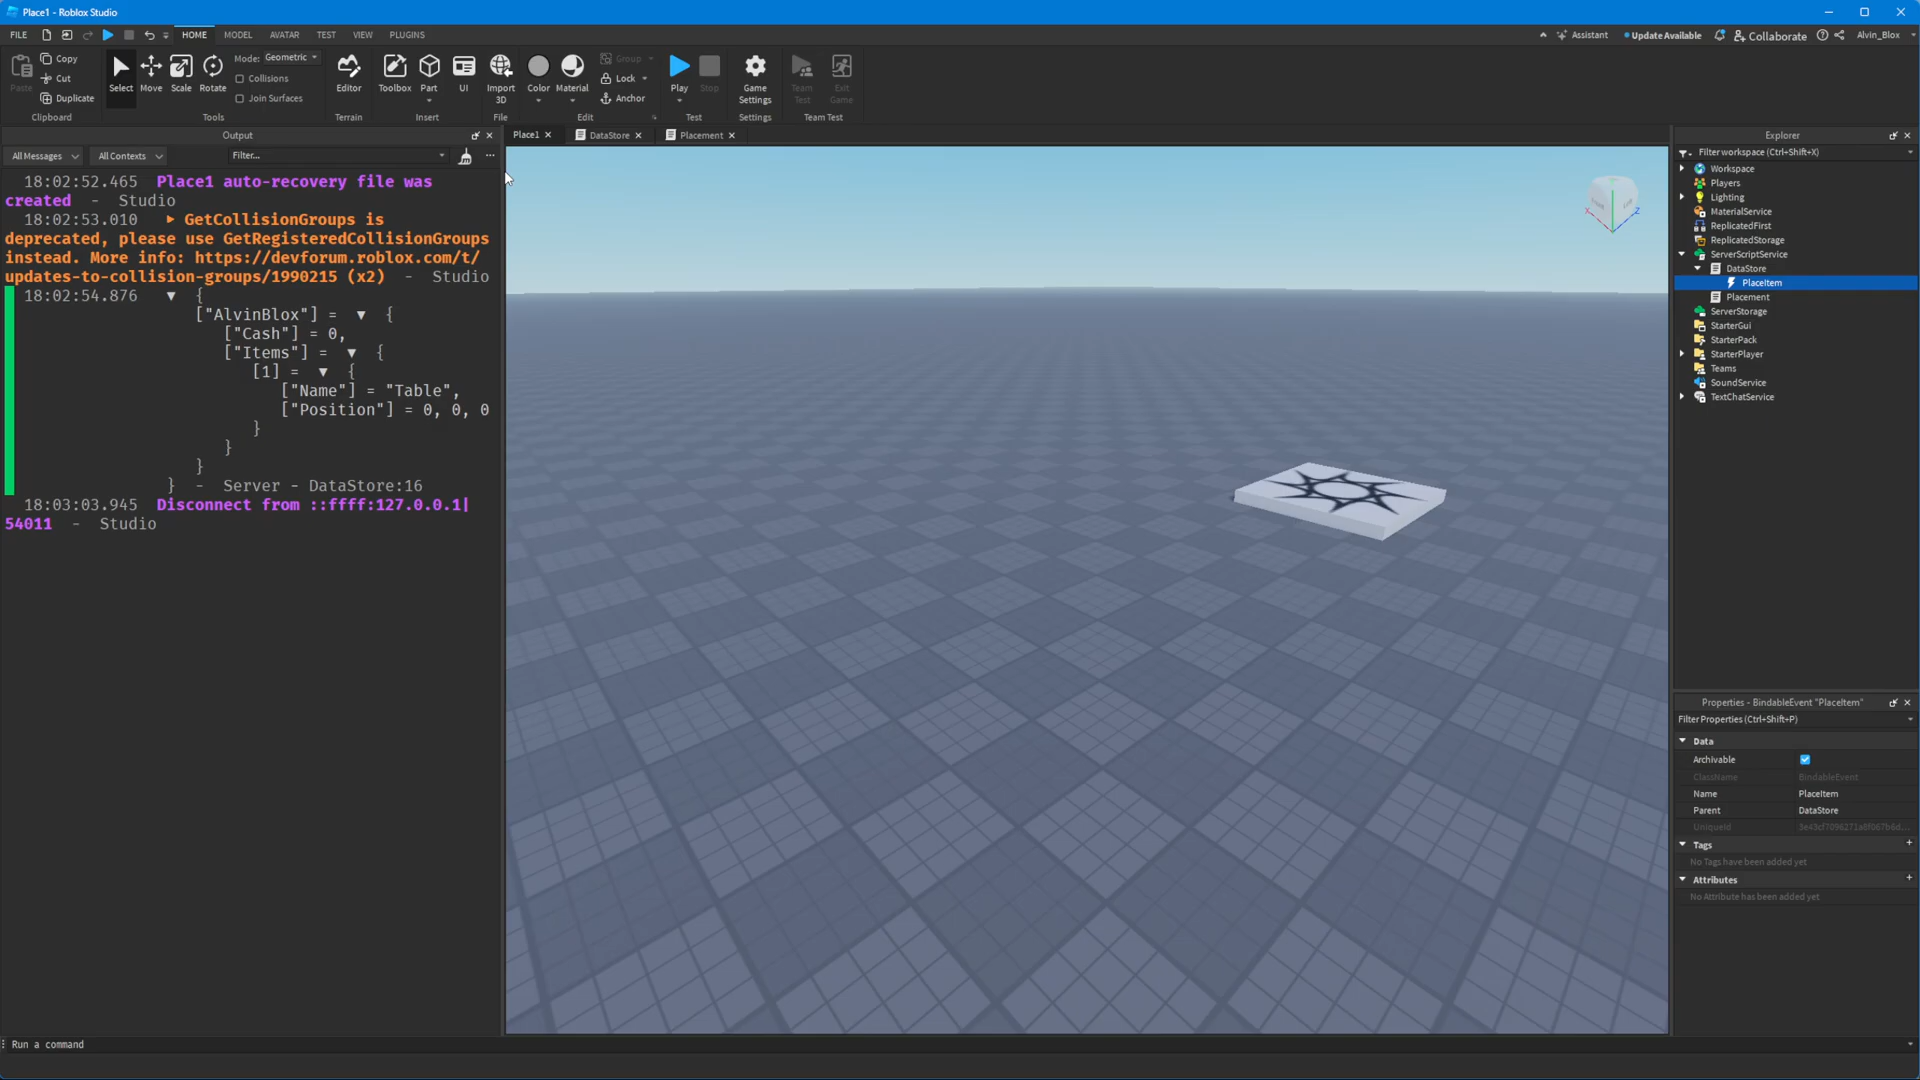 Place1 - Roblox Studio
FILE HOME MODEL AVATAR TEST VIEW PLUGINS Assistant Update Available Collaborate Alvin_Blox
Paste Copy Cut Duplicate Clipboard
Select Move Scale Rotate Mode: Geometric Collisions Join Surfaces Tools
Editor Terrain
Toolbox Part UI Insert
Import 3D File
Color Material Group Lock Anchor Edit
Play Stop Test
Game Settings Settings
Team Test Exit Game Team Test
Output
All Messages All Contexts Filter...
18:02:52.465 Place1 auto-recovery file was
created - Studio
18:02:53.010 ▶ GetCollisionGroups is
deprecated, please use GetRegisteredCollisionGroups
instead. More info: https://devforum.roblox.com/t/
updates-to-collision-groups/1990215 (x2) - Studio
18:02:54.876 ▼ {
["AlvinBlox"] = ▼ {
["Cash"] = 0,
["Items"] = ▼ {
[1] = ▼ {
["Name"] = "Table",
["Position"] = 0, 0, 0
}
}
}
} - Server - DataStore:16
18:03:03.945 Disconnect from ::ffff:127.0.0.1|
54011 - Studio
Place1 DataStore Placement
Explorer
Filter workspace (Ctrl+Shift+X)
Workspace
Players
Lighting
MaterialService
ReplicatedFirst
ReplicatedStorage
ServerScriptService
DataStore
PlaceItem
Placement
ServerStorage
StarterGui
StarterPack
StarterPlayer
Teams
SoundService
TextChatService
Properties - BindableEvent "PlaceItem"
Filter Properties (Ctrl+Shift+P)
Data
Archivable
ClassName BindableEvent
Name PlaceItem
Parent DataStore
UniqueId
Tags
No Tags have been added yet
Attributes
No Attribute has been added yet
Run a command